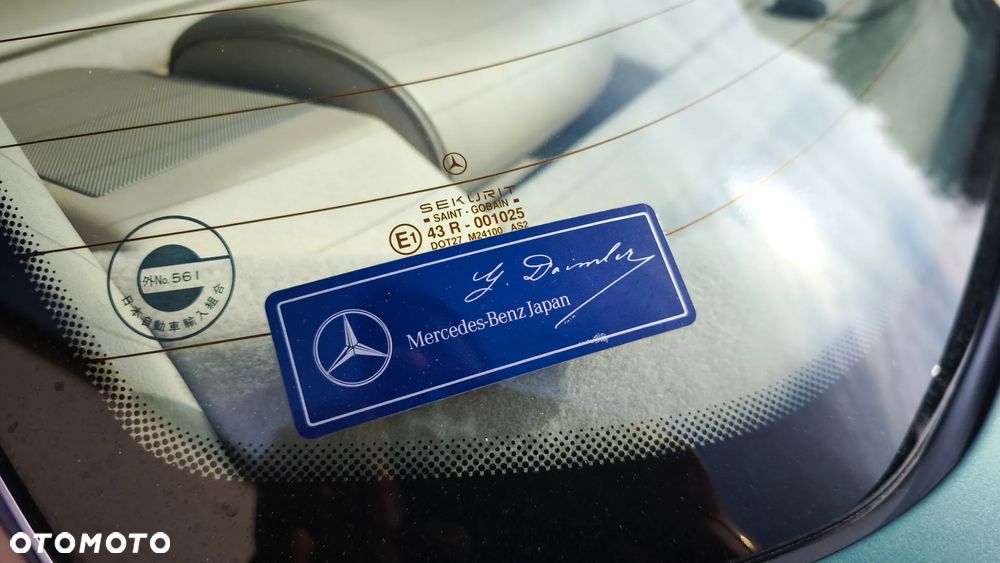 SEKURIT
SAINT - GOBAIN
E1 43 R - 001025
DOT27 M24100 AS2
外No. 561
日本自動車輸入組合
G. Daimler
Mercedes-Benz Japan
OTOMOTO